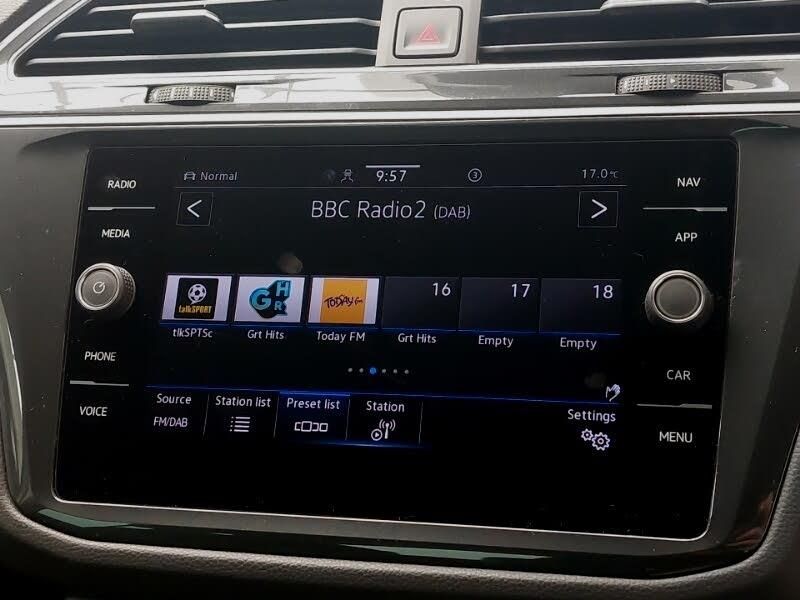 RADIO
MEDIA
PHONE
VOICE
Normal
9:57
3
17.0°C
BBC Radio2 (DAB)
talkSPORT
GHR
TODAY FM
16
17
18
tlkSPTSc
Grt Hits
Today FM
Grt Hits
Empty
Empty
Source
FM/DAB
Station list
Preset list
Station
Settings
NAV
APP
CAR
MENU